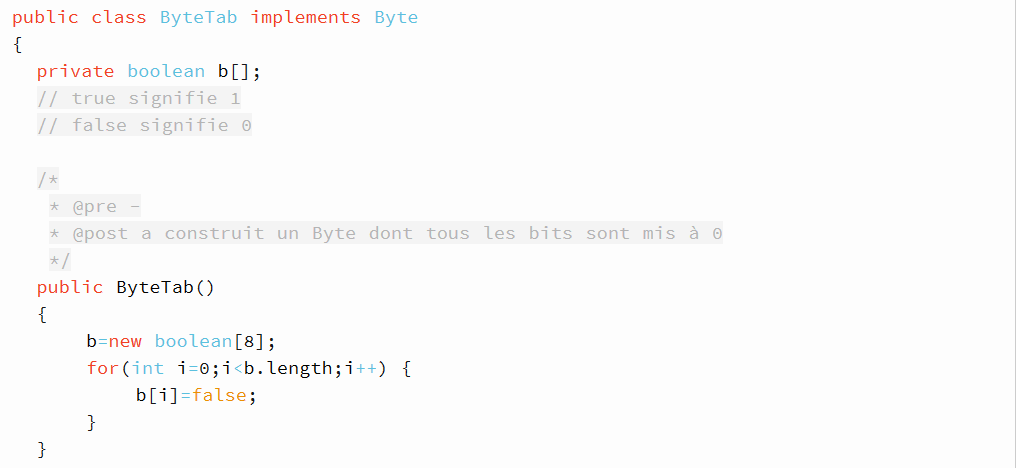 public class ByteTab implements Byte
{
private boolean b[];
// true signifie 1
// false signifie 0
/*
* @pre -
* @post a construit un Byte dont tous les bits sont mis à 0
*/
public ByteTab()
{
b=new boolean[8];
for(int i=0;i<b.length;i++) {
b[i]=false;
}
}